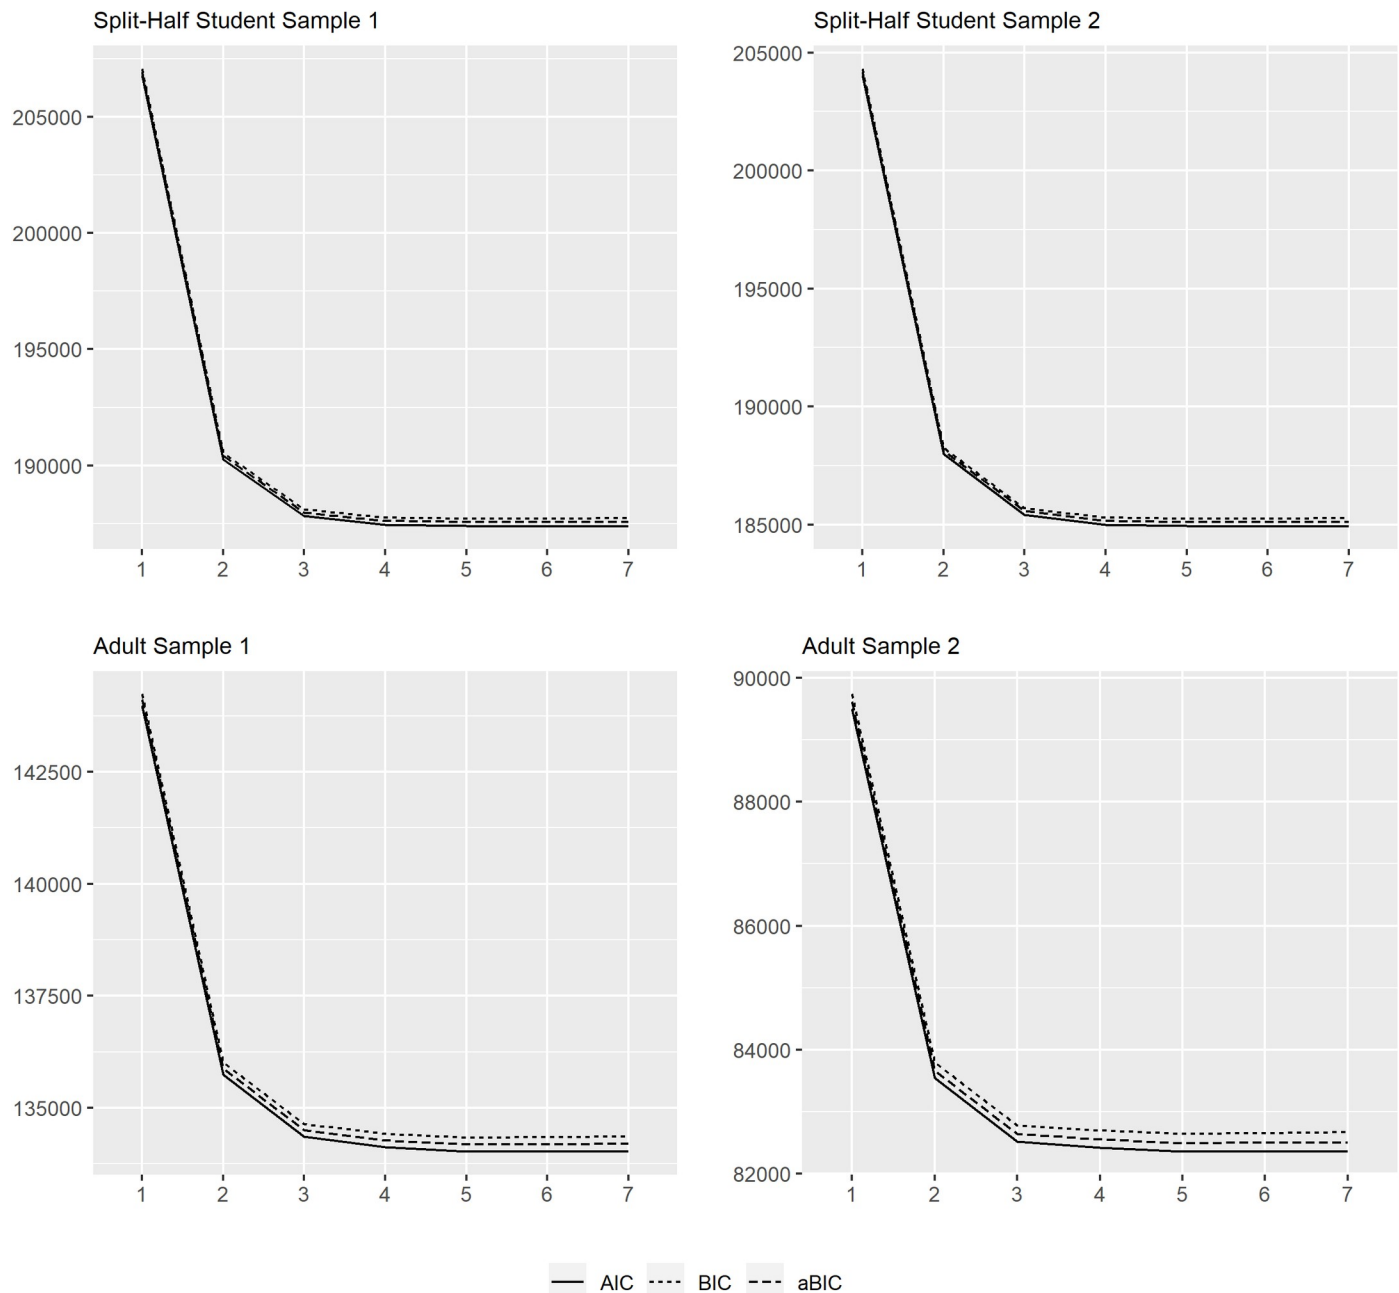 Split-Half Student Sample 1
205000
200000
195000
190000
1 2 3 4 5 6 7
Split-Half Student Sample 2
205000
200000
195000
190000
185000
1 2 3 4 5 6 7
Adult Sample 1
142500
140000
137500
135000
1 2 3 4 5 6 7
Adult Sample 2
90000
88000
86000
84000
82000
1 2 3 4 5 6 7
AIC BIC aBIC